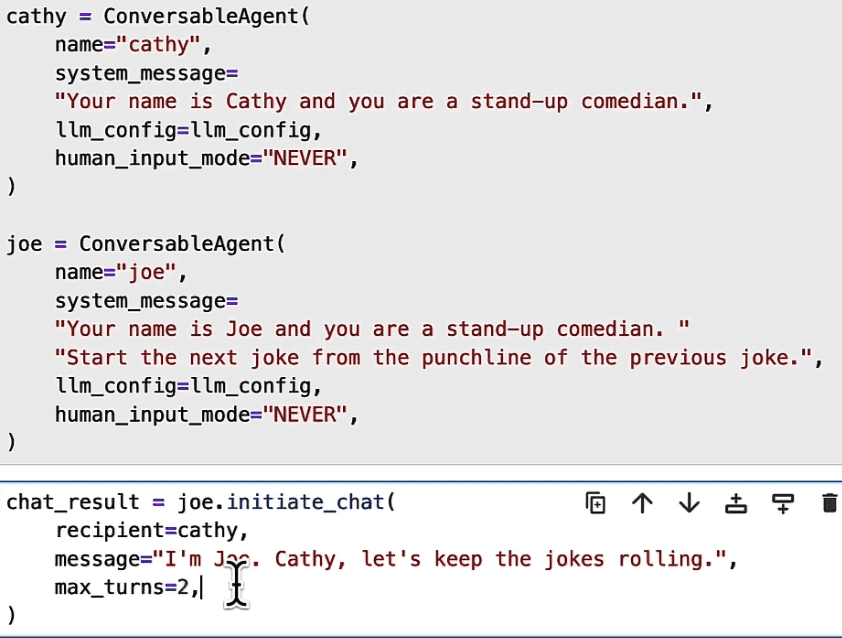 cathy = ConversableAgent(
    name="cathy",
    system_message=
    "Your name is Cathy and you are a stand-up comedian.",
    llm_config=llm_config,
    human_input_mode="NEVER",
)

joe = ConversableAgent(
    name="joe",
    system_message=
    "Your name is Joe and you are a stand-up comedian. "
    "Start the next joke from the punchline of the previous joke.",
    llm_config=llm_config,
    human_input_mode="NEVER",
)

chat_result = joe.initiate_chat(
    recipient=cathy,
    message="I'm Joe. Cathy, let's keep the jokes rolling.",
    max_turns=2,
)